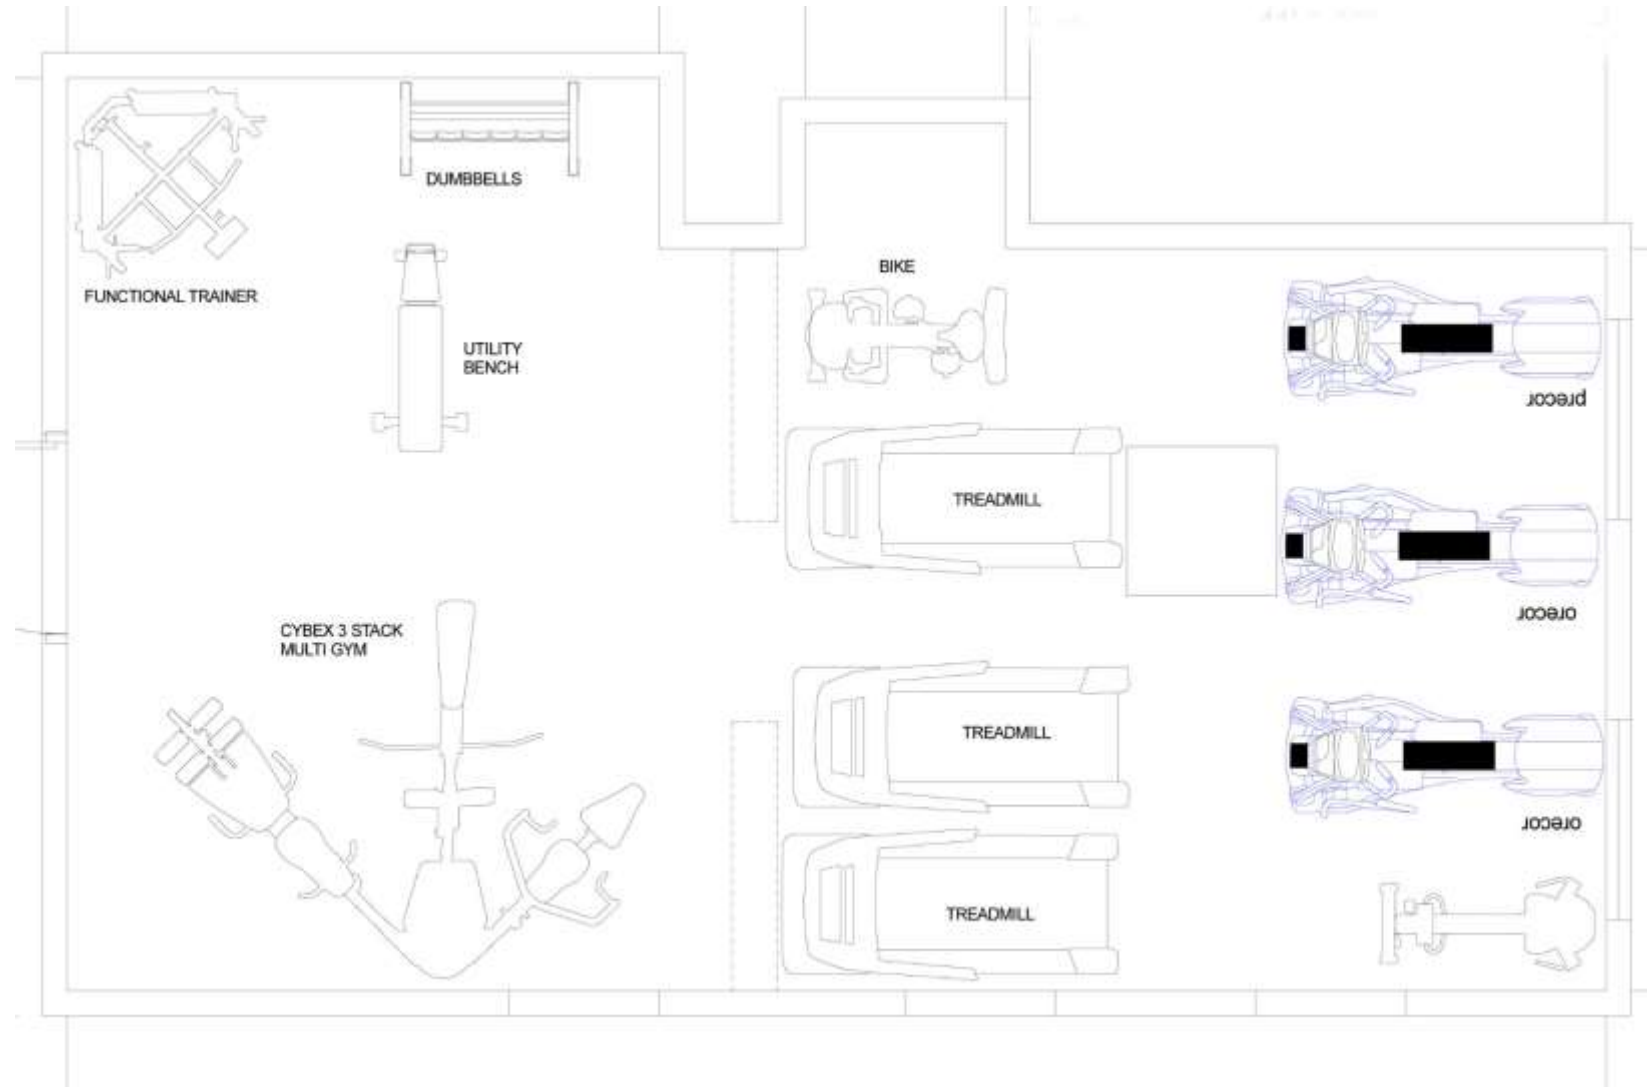 DUMBBELLS
FUNCTIONAL TRAINER
UTILITY
BENCH
BIKE
precor
TREADMILL
precor
CYBEX 3 STACK
MULTI GYM
TREADMILL
precor
TREADMILL